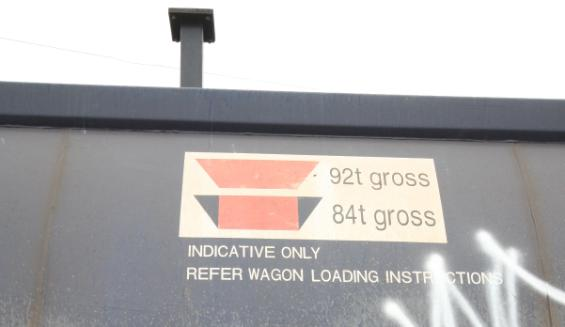 92t gross
84t gross
INDICATIVE ONLY
REFER WAGON LOADING INSTRUCTIONS